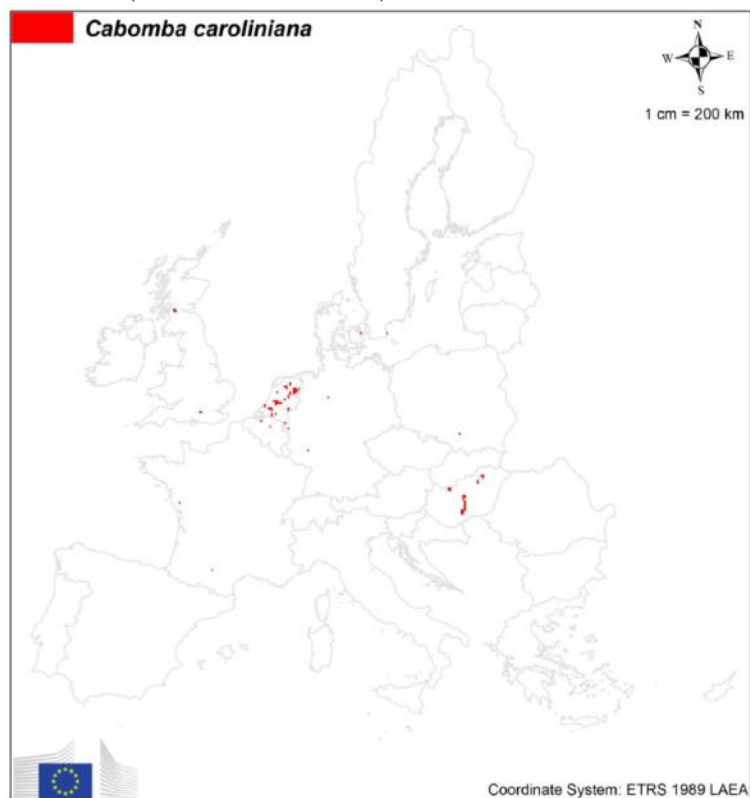 Cabomba caroliniana
N
W E
S
1 cm = 200 km
Coordinate System: ETRS 1989 LAEA